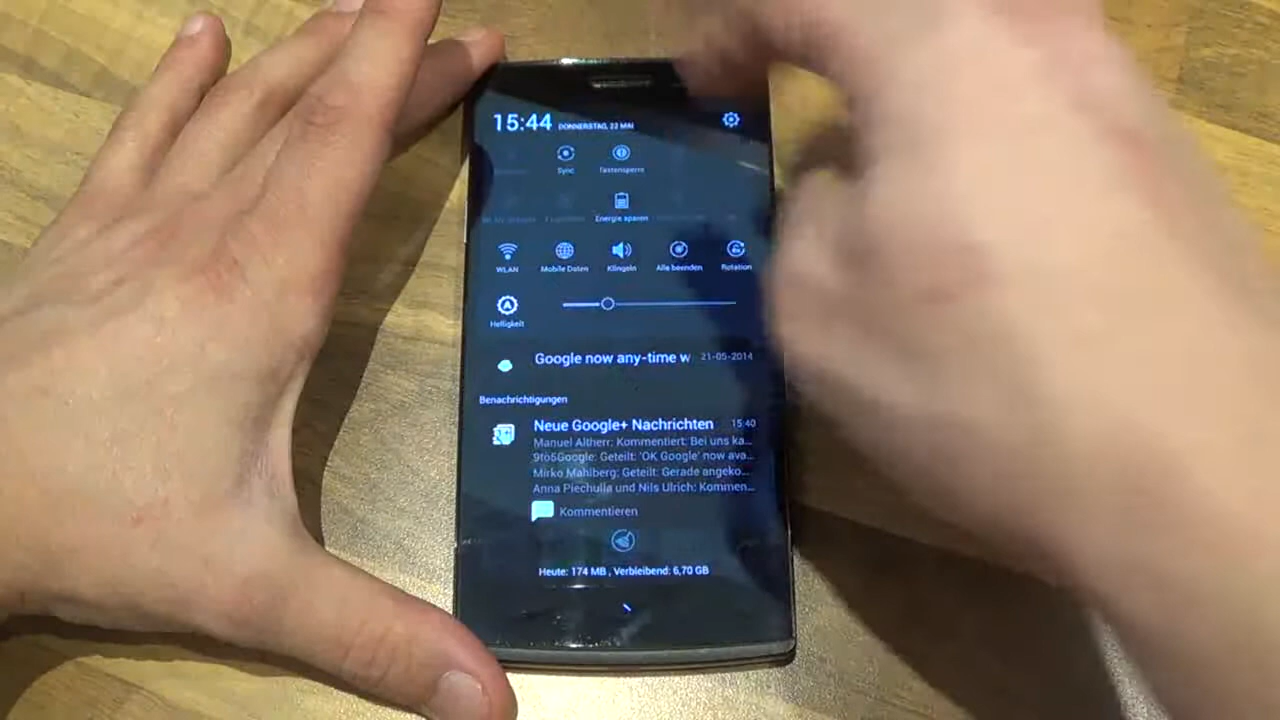 15:44 DONNERSTAG, 22 MAI
Sync Tastensperre
Energie sparen
WLAN Mobile Daten Klingeln Alle beenden Rotation
Helligkeit
Google now any-time w 21-05-2014
Benachrichtigungen
Neue Google+ Nachrichten 15:40
Manuel Altherr: Kommentiert: Bei uns ka...
9to5Google: Geteilt: 'OK Google' now ava...
Mirko Mahlberg: Geteilt: Gerade angeko...
Anna Piechulla und Nils Ulrich: Kommen...
Kommentieren
Heute: 174 MB , Verbleibend: 6,70 GB